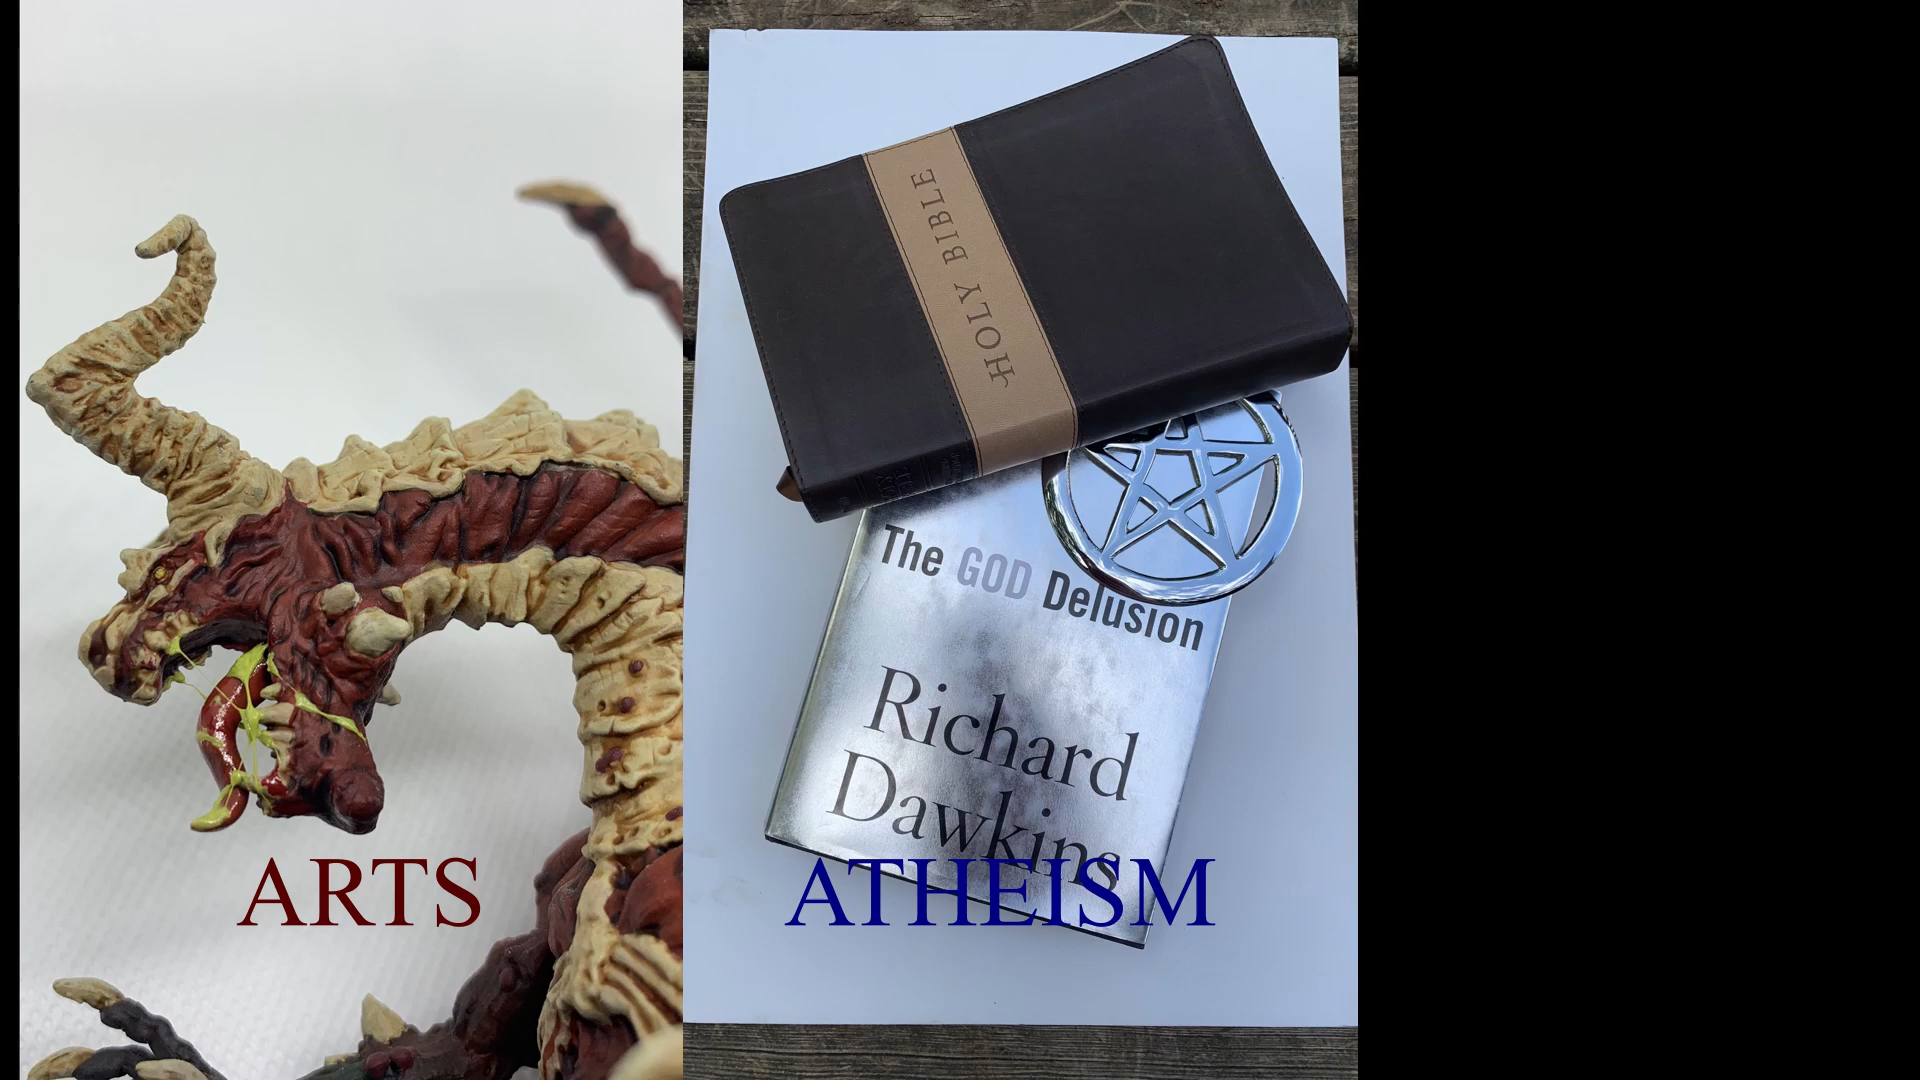 HOLY BIBLE
The GOD Delusion
Richard
Dawkins
ARTS
ATHEISM